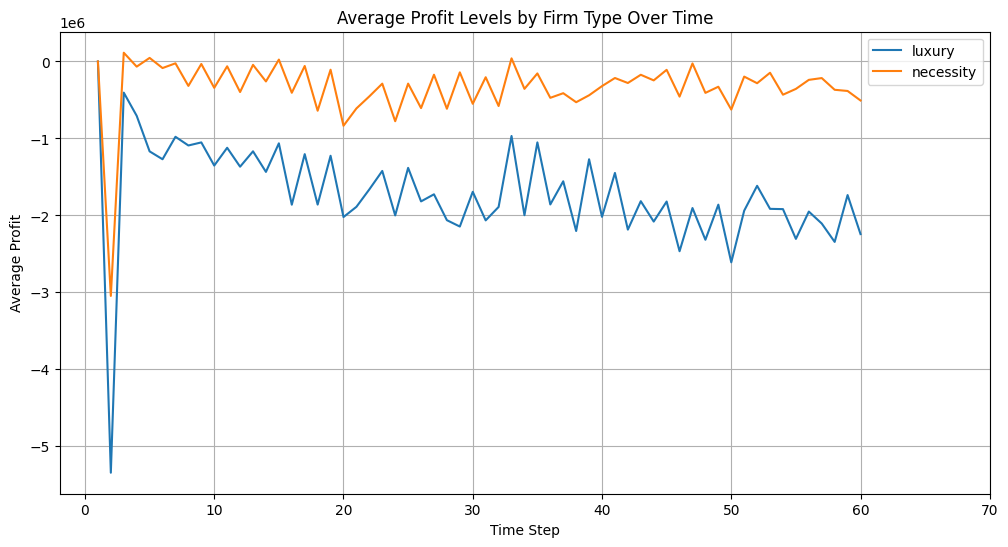 Average Profit Levels by Firm Type Over Time
1e6
luxury
necessity
0
−1
−2
−3
−4
−5
Average Profit
0 10 20 30 40 50 60 70
Time Step